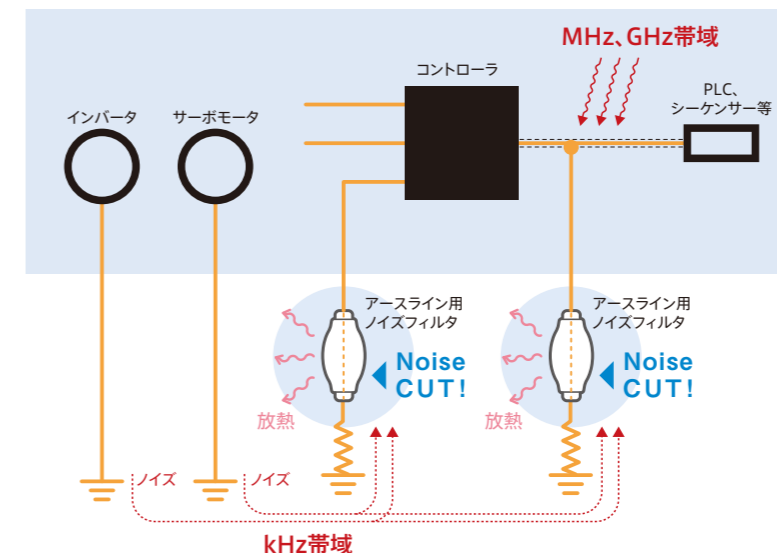 MHz、GHz帯域
コントローラ
PLC、
シーケンサー等
インバータ
サーボモータ
アースライン用
ノイズフィルタ
Noise
CUT!
放熱
アースライン用
ノイズフィルタ
Noise
CUT!
放熱
ノイズ
ノイズ
kHz帯域